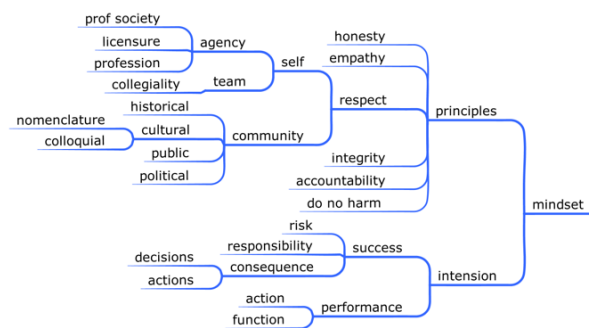 prof society
licensure
profession
agency
collegiality
team
self
historical
nomenclature
colloquial
cultural
public
political
community
respect
honesty
empathy
integrity
accountability
do no harm
principles
risk
responsibility
decisions
actions
consequence
success
action
function
performance
intension
mindset